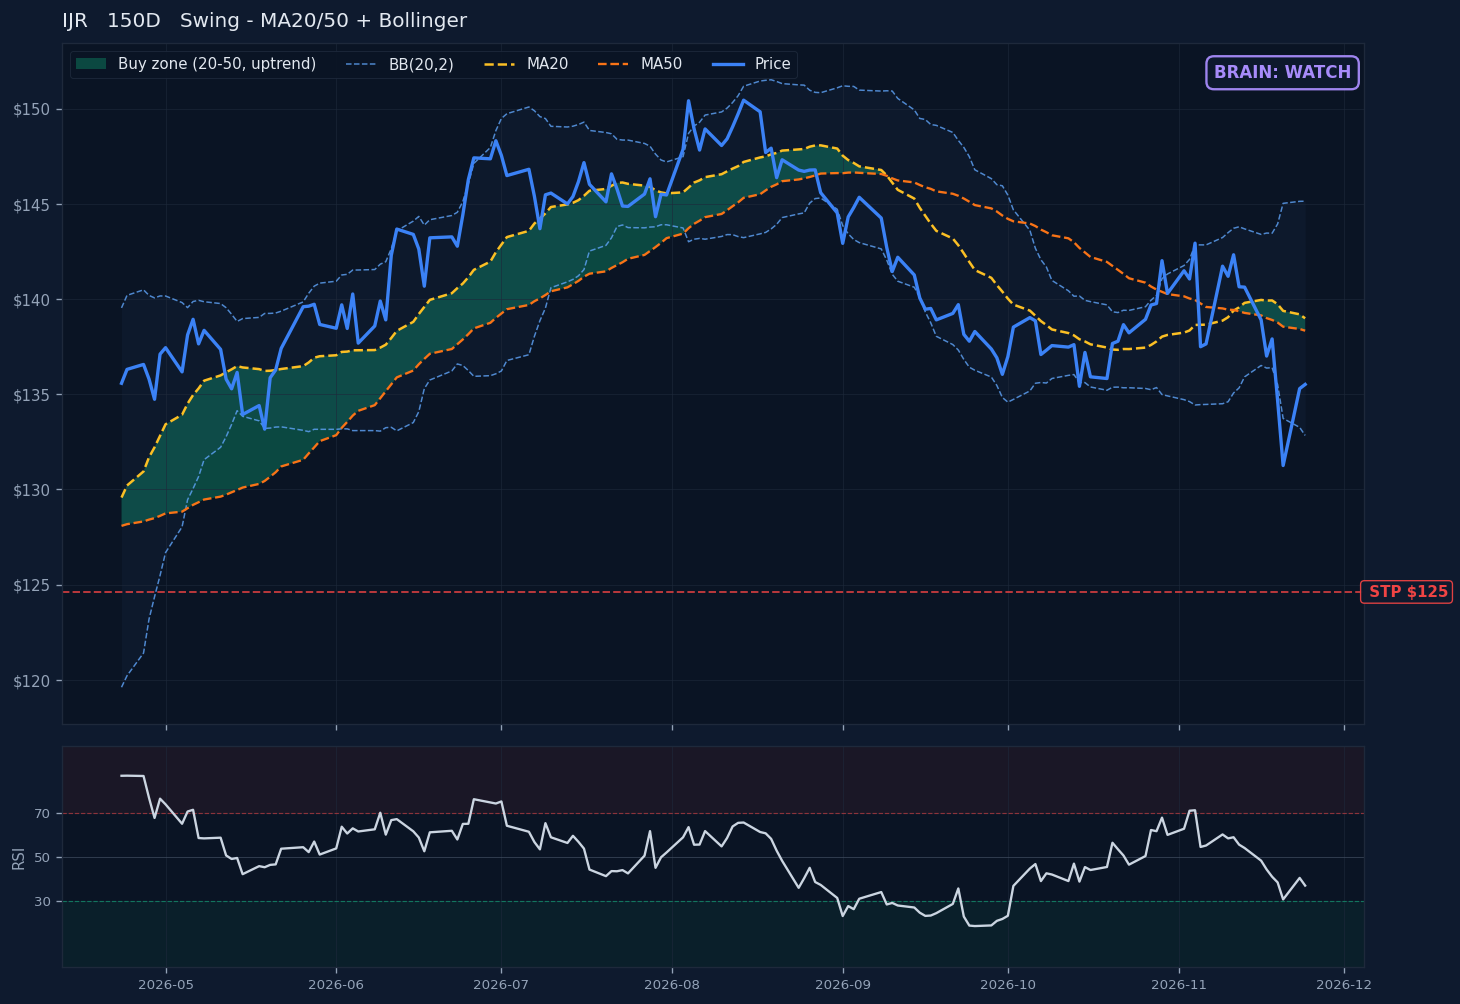 IJR   150D   Swing - MA20/50 + Bollinger
Buy zone (20-50, uptrend)   BB(20,2)   MA20   MA50   Price
BRAIN: WATCH
$150
$145
$140
$135
$130
$125
$120
STP $125
RSI
70
50
30
2026-05   2026-06   2026-07   2026-08   2026-09   2026-10   2026-11   2026-12